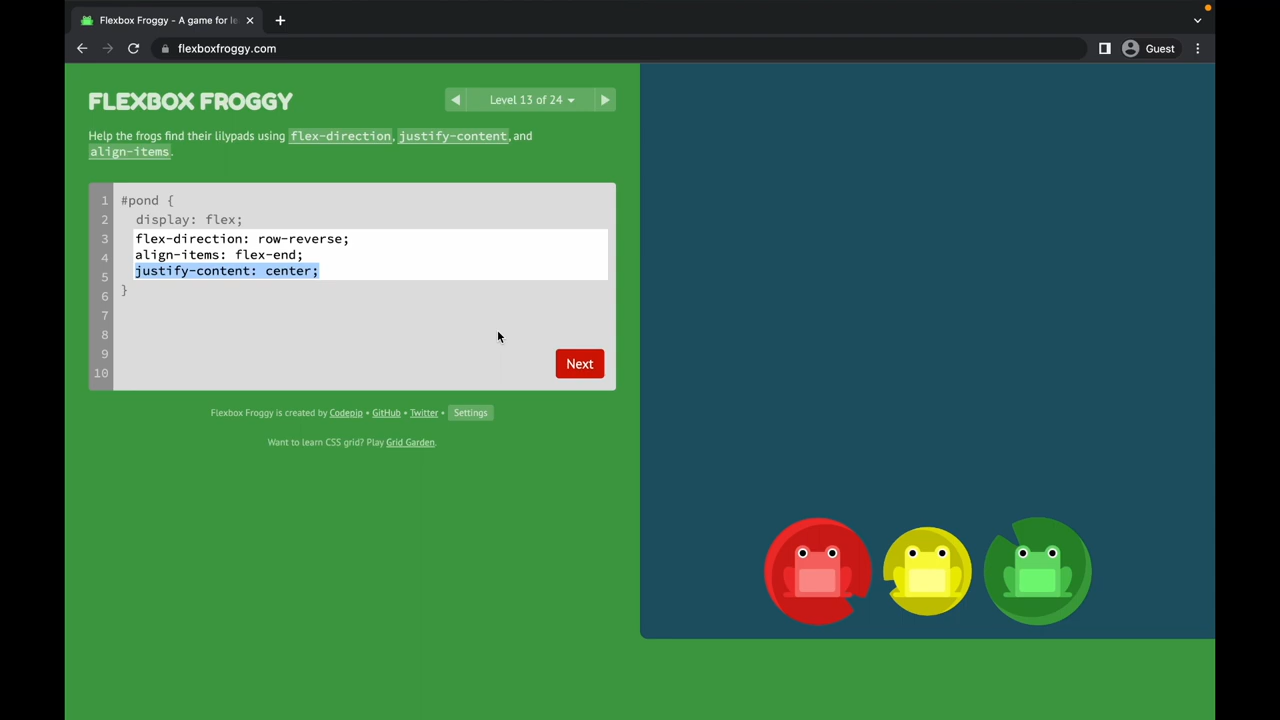 Flexbox Froggy - A game for le
flexboxfroggy.com
Guest
FLEXBOX FROGGY
Level 13 of 24
Help the frogs find their lilypads using flex-direction, justify-content, and
align-items.
1 #pond {
2 display: flex;
3 flex-direction: row-reverse;
4 align-items: flex-end;
5 justify-content: center;
6 }
7
8
9
10
Next
Flexbox Froggy is created by Codepip • GitHub • Twitter • Settings
Want to learn CSS grid? Play Grid Garden.